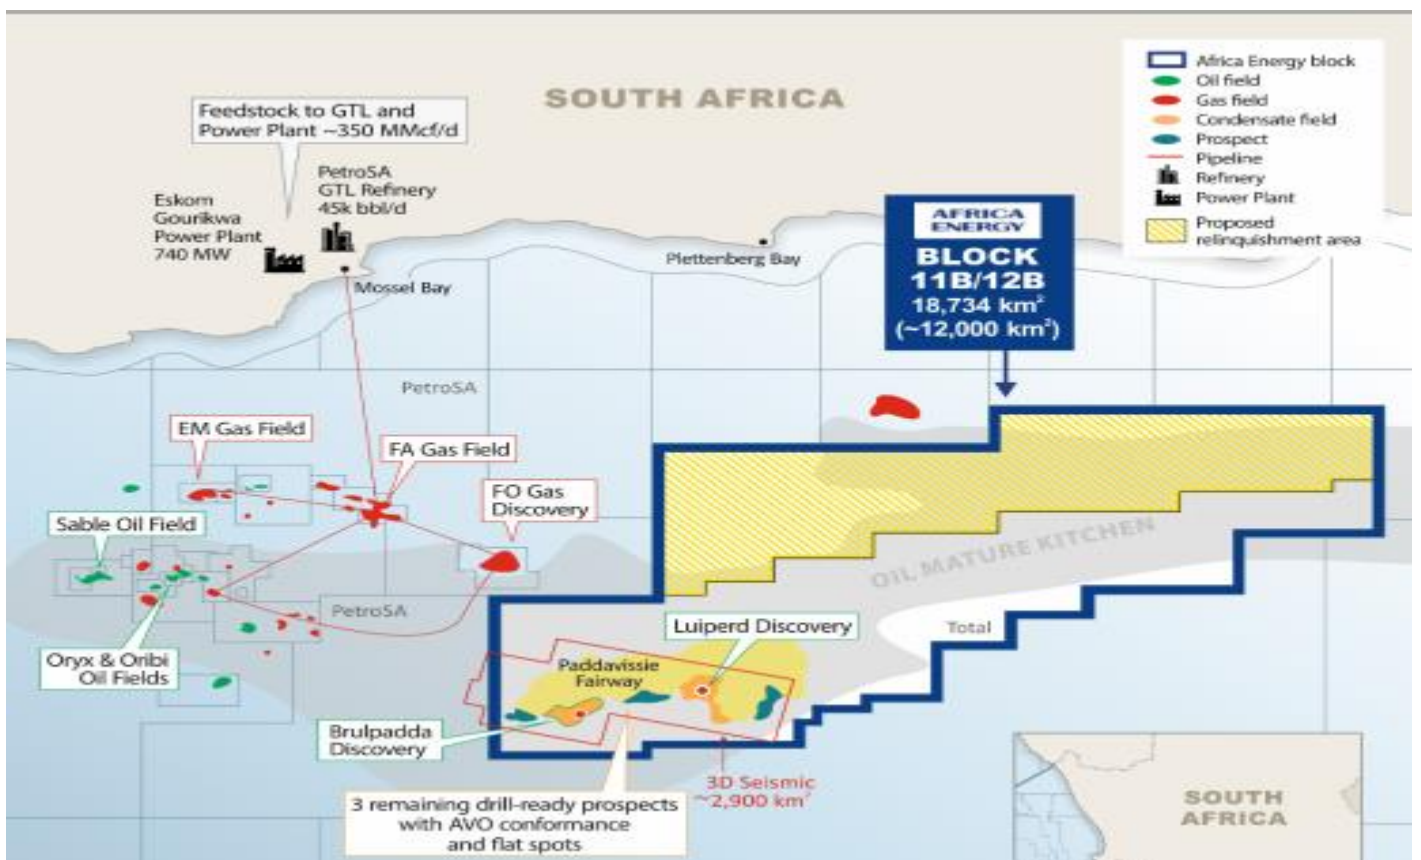 SOUTH AFRICA
Africa Energy block
Oil field
Gas field
Condensate field
Prospect
Pipeline
Refinery
Power Plant
Proposed
relinquishment area
Feedstock to GTL and
Power Plant ~350 MMcf/d
PetroSA
GTL Refinery
45k bbl/d
Eskom
Gourikwa
Power Plant
740 MW
Mossel Bay
Plettenberg Bay
AFRICA
ENERGY
BLOCK
11B/12B
18,734 km²
(~12,000 km²)
PetroSA
EM Gas Field
FA Gas Field
FO Gas
Discovery
Sable Oil Field
OIL MATURE KITCHEN
PetroSA
Luiperd Discovery
Total
Oryx & Oribi
Oil Fields
Paddavissie
Fairway
Brulpadda
Discovery
3D Seismic
~2,900 km²
3 remaining drill-ready prospects
with AVO conformance
and flat spots
SOUTH
AFRICA